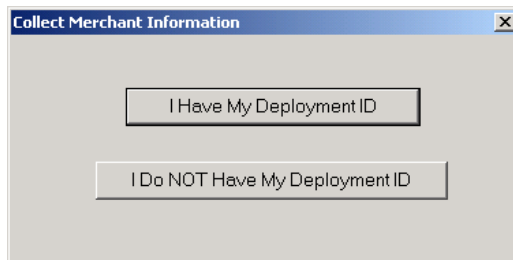 Collect Merchant Information
I Have My Deployment ID
I Do NOT Have My Deployment ID